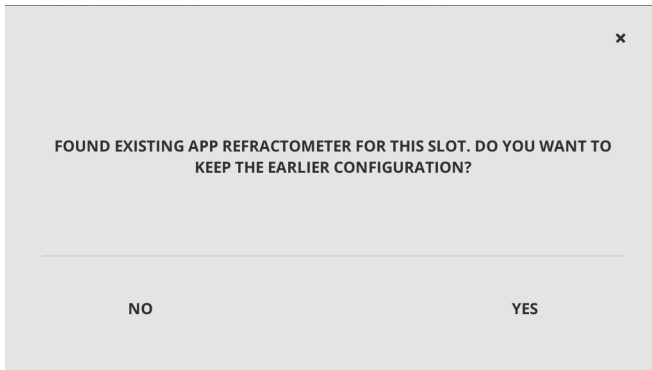 ×
FOUND EXISTING APP REFRACTOMETER FOR THIS SLOT. DO YOU WANT TO
KEEP THE EARLIER CONFIGURATION?
NO
YES